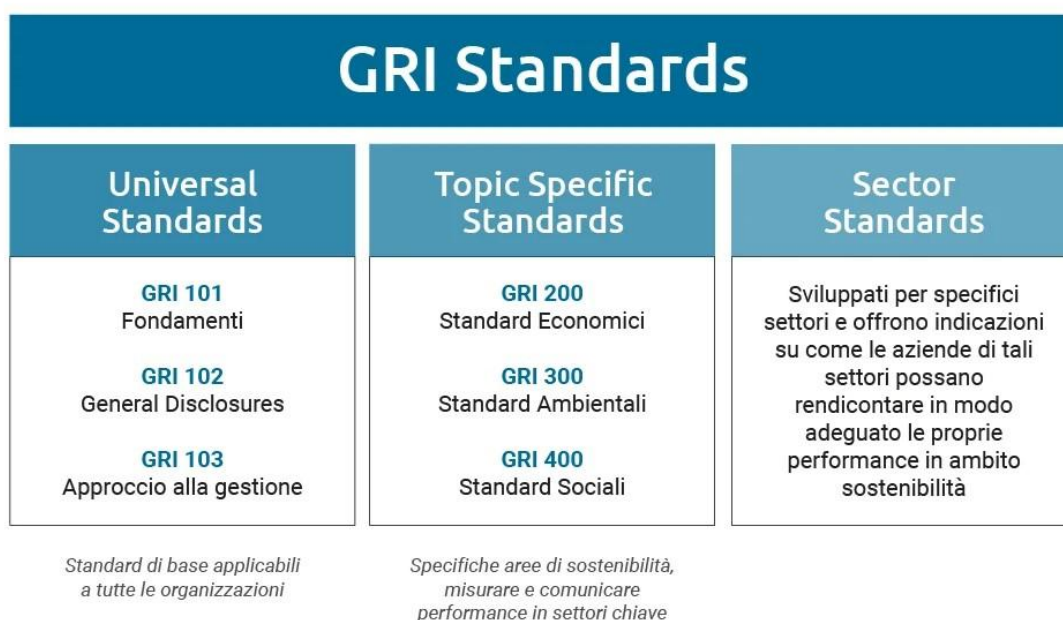 GRI Standards
Universal
Standards
GRI 101
Fondamenti
GRI 102
General Disclosures
GRI 103
Approccio alla gestione
Standard di base applicabili
a tutte le organizzazioni
Topic Specific
Standards
GRI 200
Standard Economici
GRI 300
Standard Ambientali
GRI 400
Standard Sociali
Specifiche aree di sostenibilità,
misurare e comunicare
performance in settori chiave
Sector
Standards
Sviluppati per specifici
settori e offrono indicazioni
su come le aziende di tali
settori possano
rendicontare in modo
adeguato le proprie
performance in ambito
sostenibilità